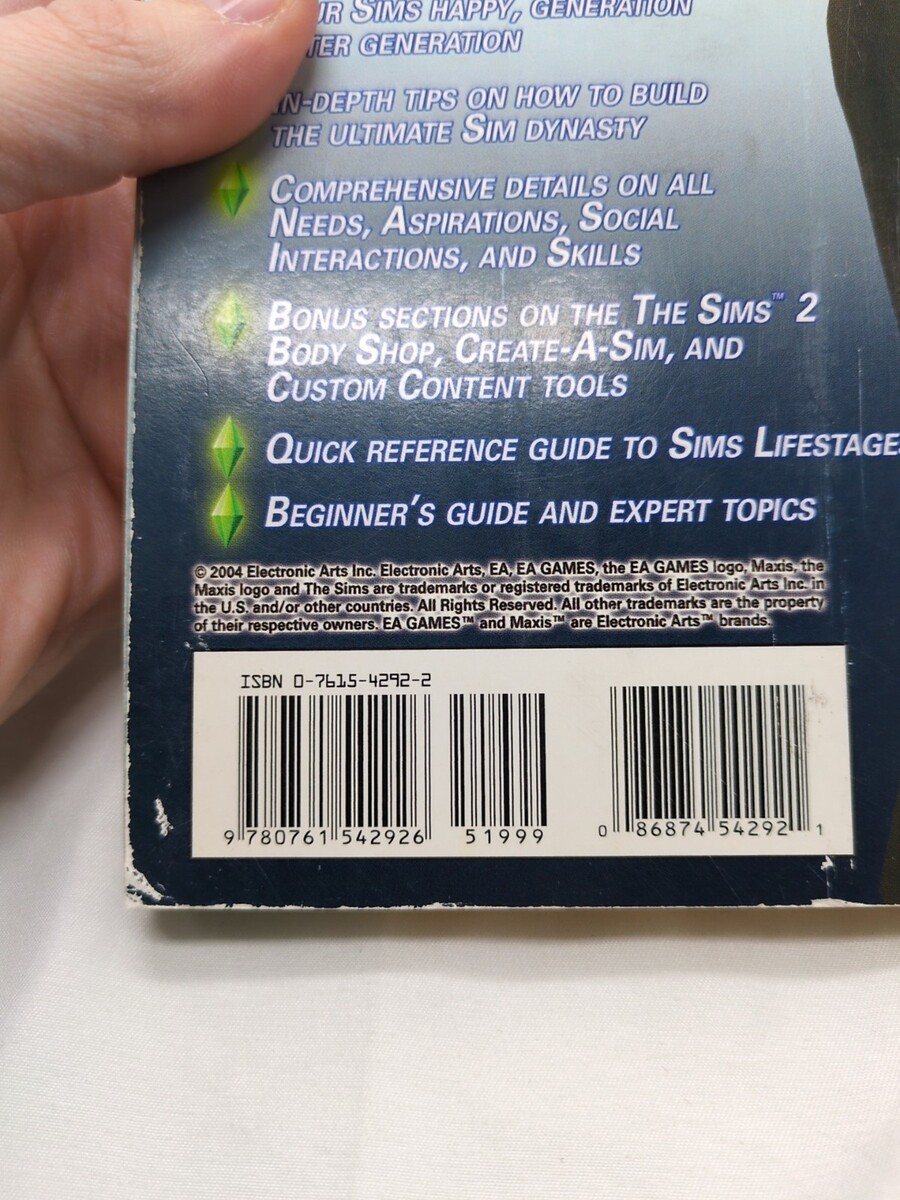 SIMS HAPPY, GENERATION
GENERATION
IN-DEPTH TIPS ON HOW TO BUILD
THE ULTIMATE SIM DYNASTY
COMPREHENSIVE DETAILS ON ALL
NEEDS, ASPIRATIONS, SOCIAL
INTERACTIONS, AND SKILLS
BONUS SECTIONS ON THE THE SIMS™ 2
BODY SHOP, CREATE-A-SIM, AND
CUSTOM CONTENT TOOLS
QUICK REFERENCE GUIDE TO SIMS LIFESTAGE
BEGINNER'S GUIDE AND EXPERT TOPICS
© 2004 Electronic Arts Inc. Electronic Arts, EA, EA GAMES, the EA GAMES logo, Maxis, the
Maxis logo and The Sims are trademarks or registered trademarks of Electronic Arts Inc. in
the U.S. and/or other countries. All Rights Reserved. All other trademarks are the property
of their respective owners. EA GAMES™ and Maxis™ are Electronic Arts™ brands.
ISBN 0-7615-4292-2
9 780761 542926 51999 0 86874 54292 1